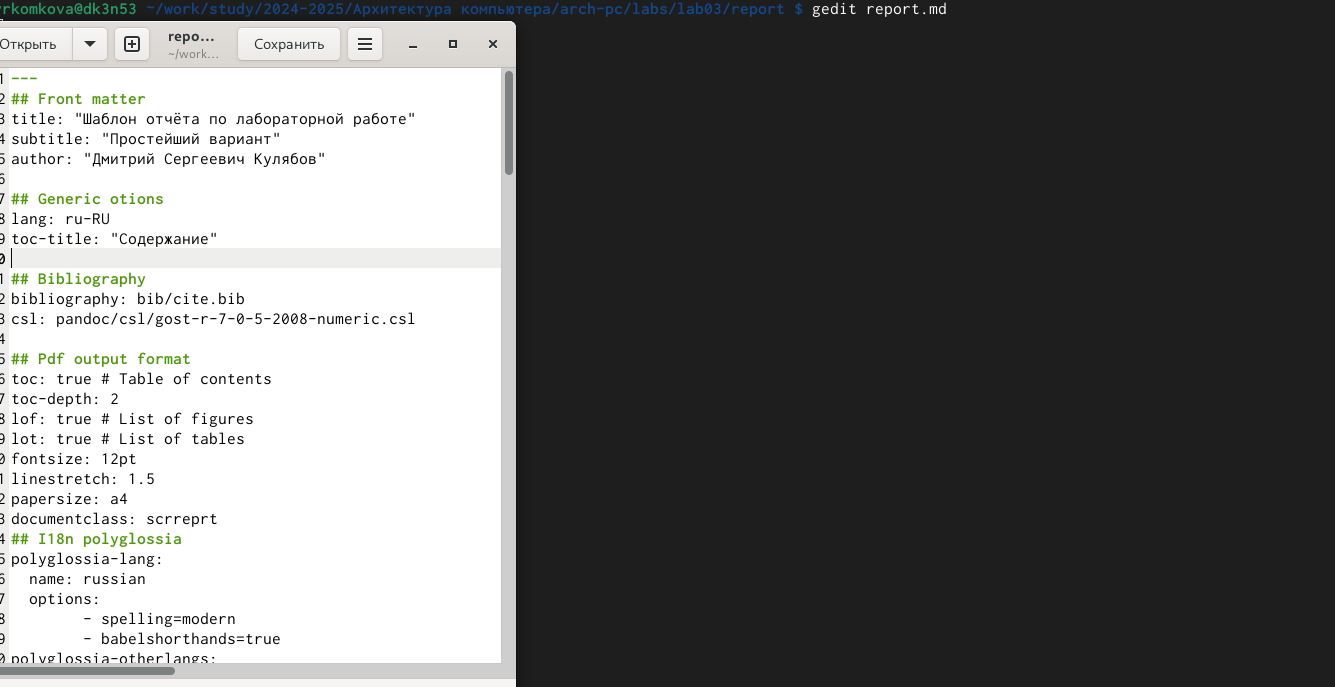 yrkomkova@dk3n53 ~/work/study/2024-2025/Архитектура компьютера/arch-pc/labs/lab03/report $ gedit report.md
Открыть
repo...
~/work...
Сохранить
1 ---
2 ## Front matter
3 title: "Шаблон отчёта по лабораторной работе"
4 subtitle: "Простейший вариант"
5 author: "Дмитрий Сергеевич Кулябов"
6
7 ## Generic otions
8 lang: ru-RU
9 toc-title: "Содержание"
0
1 ## Bibliography
2 bibliography: bib/cite.bib
3 csl: pandoc/csl/gost-r-7-0-5-2008-numeric.csl
4
5 ## Pdf output format
6 toc: true # Table of contents
7 toc-depth: 2
8 lof: true # List of figures
9 lot: true # List of tables
0 fontsize: 12pt
1 linestretch: 1.5
2 papersize: a4
3 documentclass: scrreprt
4 ## I18n polyglossia
5 polyglossia-lang:
6   name: russian
7   options:
8         - spelling=modern
9         - babelshorthands=true
0 polyglossia-otherlangs: